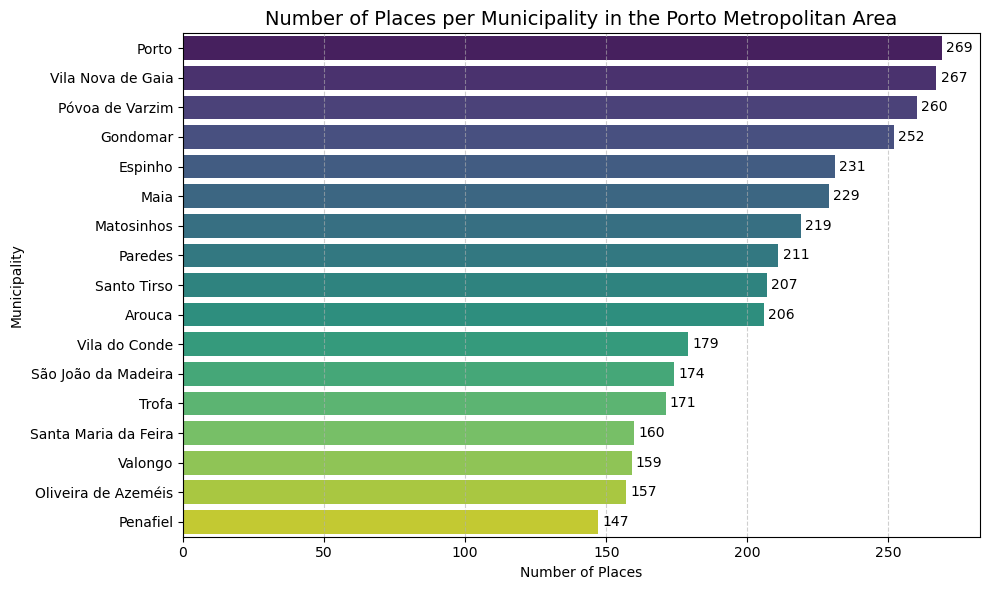 Number of Places per Municipality in the Porto Metropolitan Area
Municipality
Porto 269
Vila Nova de Gaia 267
Póvoa de Varzim 260
Gondomar 252
Espinho 231
Maia 229
Matosinhos 219
Paredes 211
Santo Tirso 207
Arouca 206
Vila do Conde 179
São João da Madeira 174
Trofa 171
Santa Maria da Feira 160
Valongo 159
Oliveira de Azeméis 157
Penafiel 147
0 50 100 150 200 250
Number of Places